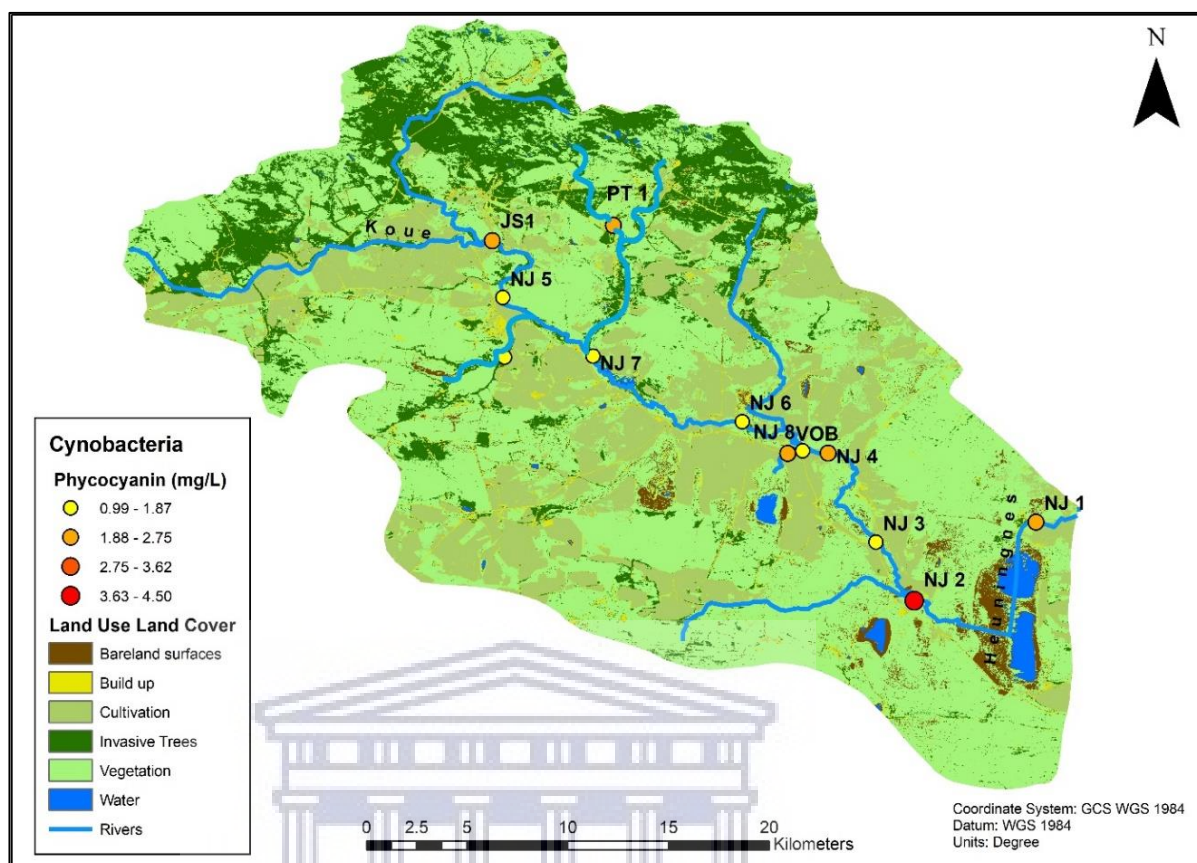 N
PT 1
JS1
Koue
NJ 5
NJ 7
NJ 6
NJ 8
VOB
NJ 4
NJ 1
NJ 3
NJ 2
Heuningnes
Cynobacteria
Phycocyanin (mg/L)
0.99 - 1.87
1.88 - 2.75
2.75 - 3.62
3.63 - 4.50
Land Use Land Cover
Bareland surfaces
Build up
Cultivation
Invasive Trees
Vegetation
Water
Rivers
0 2.5 5 10 15 20
Kilometers
Coordinate System: GCS WGS 1984
Datum: WGS 1984
Units: Degree